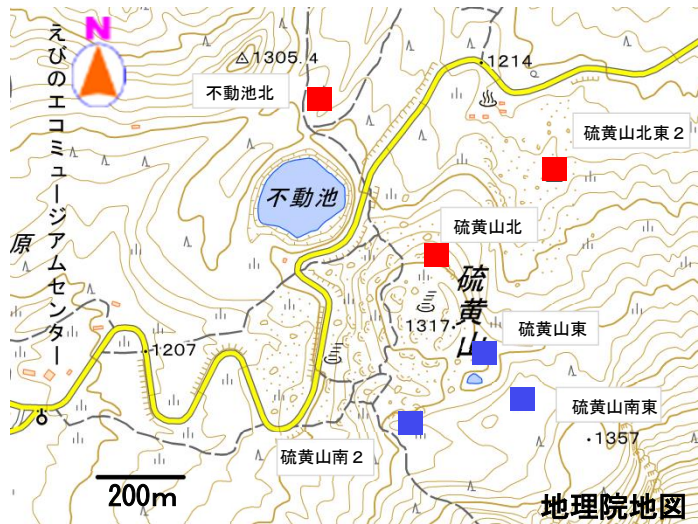 N
えびのエコミュージアムセンター
1305.4
1214
不動池北
硫黄山北東2
不動池
硫黄山北
原
硫黄山
1317
硫黄山東
1207
硫黄山南東
1357
硫黄山南2
200m
地理院地図